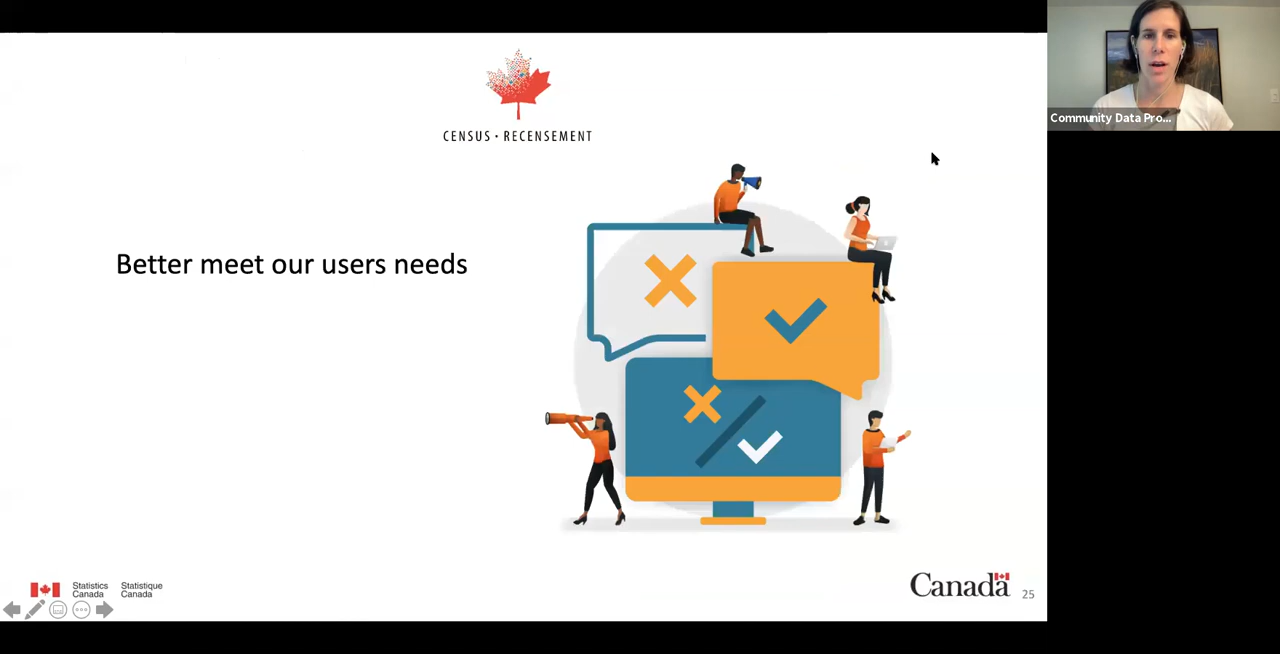 CENSUS • RECENSEMENT
Community Data Pro...
Better meet our users needs
Statistics
Canada
Statistique
Canada
Canada
25